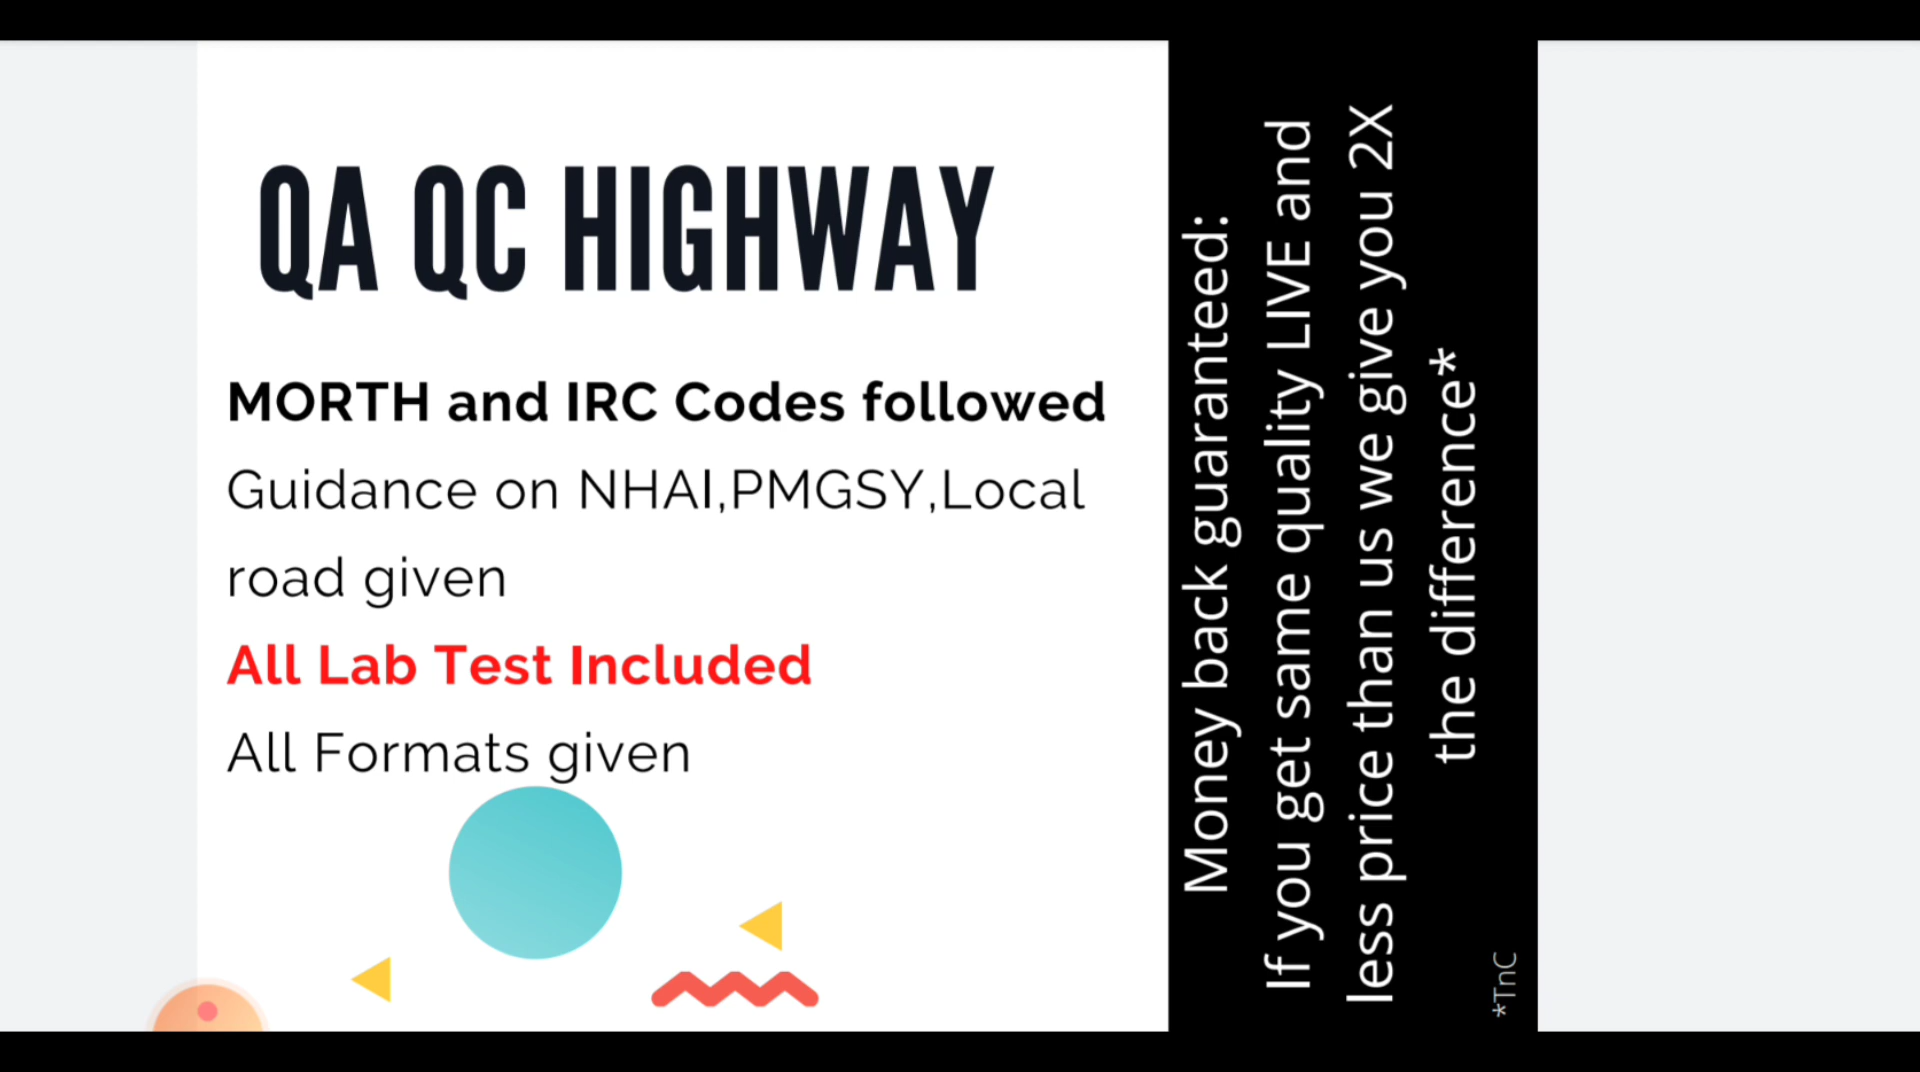 QA QC HIGHWAY
MORTH and IRC Codes followed
Guidance on NHAI,PMGSY,Local
road given
All Lab Test Included
All Formats given
Money back guaranteed:
If you get same quality LIVE and
less price than us we give you 2X
the difference*
*TnC